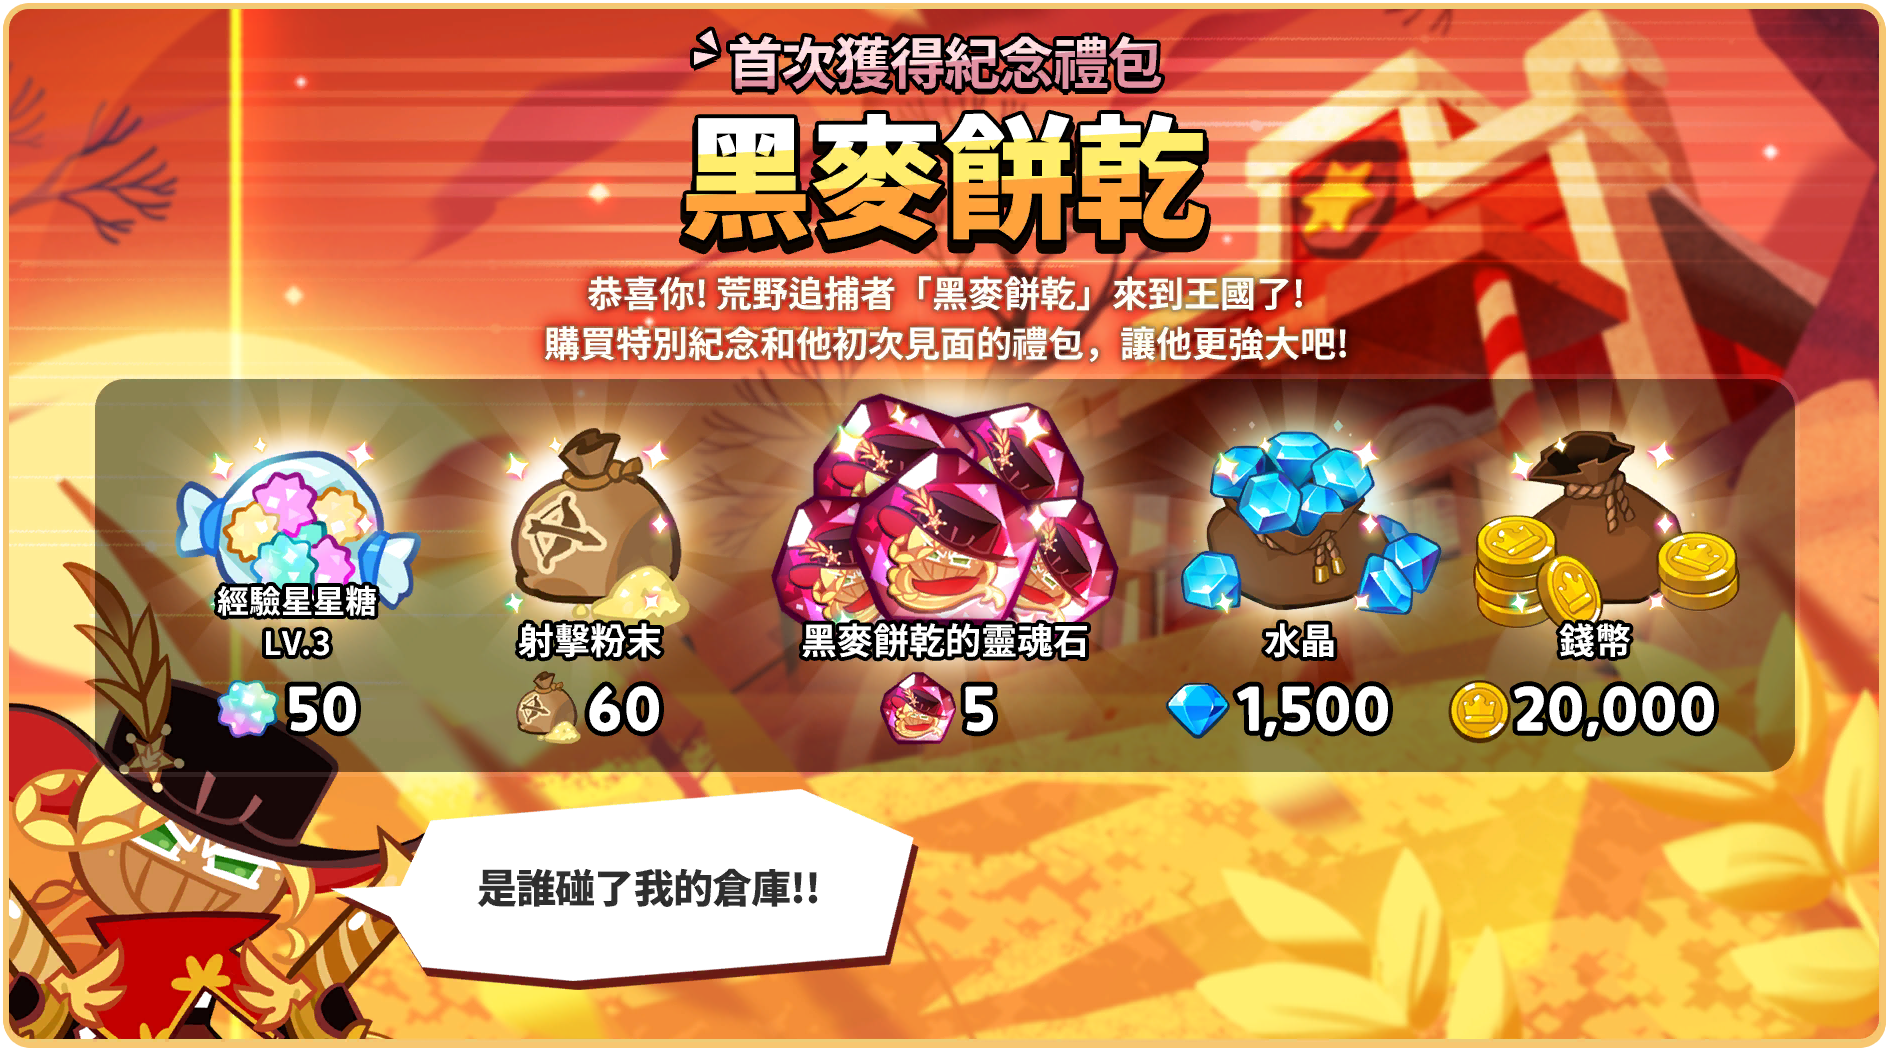 首次獲得紀念禮包
黑麥餅乾
恭喜你! 荒野追捕者「黑麥餅乾」來到王國了!
購買特別紀念和他初次見面的禮包，讓他更強大吧!
經驗星星糖
LV.3
50
射擊粉末
60
黑麥餅乾的靈魂石
5
水晶
1,500
錢幣
20,000
是誰碰了我的倉庫!!